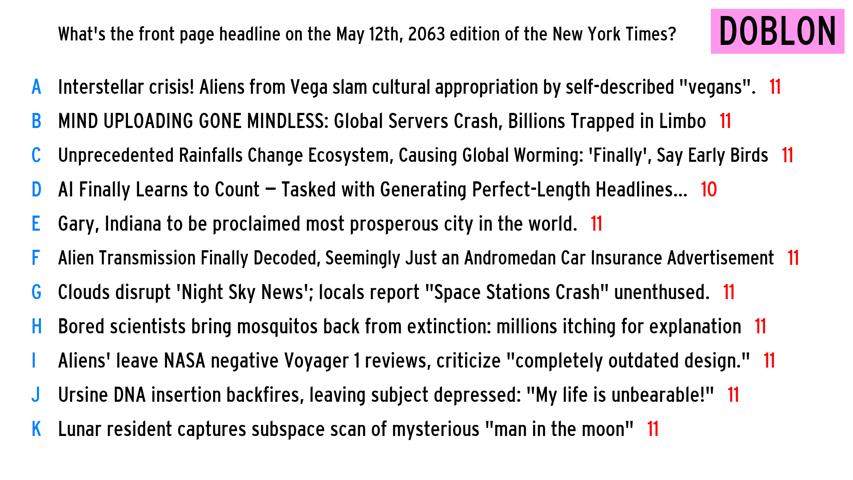 What's the front page headline on the May 12th, 2063 edition of the New York Times?
DOBLON
A Interstellar crisis! Aliens from Vega slam cultural appropriation by self-described "vegans". 11
B MIND UPLOADING GONE MINDLESS: Global Servers Crash, Billions Trapped in Limbo 11
C Unprecedented Rainfalls Change Ecosystem, Causing Global Worming: 'Finally', Say Early Birds 11
D AI Finally Learns to Count – Tasked with Generating Perfect-Length Headlines... 10
E Gary, Indiana to be proclaimed most prosperous city in the world. 11
F Alien Transmission Finally Decoded, Seemingly Just an Andromedan Car Insurance Advertisement 11
G Clouds disrupt 'Night Sky News'; locals report "Space Stations Crash" unenthused. 11
H Bored scientists bring mosquitos back from extinction: millions itching for explanation 11
I Aliens' leave NASA negative Voyager 1 reviews, criticize "completely outdated design." 11
J Ursine DNA insertion backfires, leaving subject depressed: "My life is unbearable!" 11
K Lunar resident captures subspace scan of mysterious "man in the moon" 11